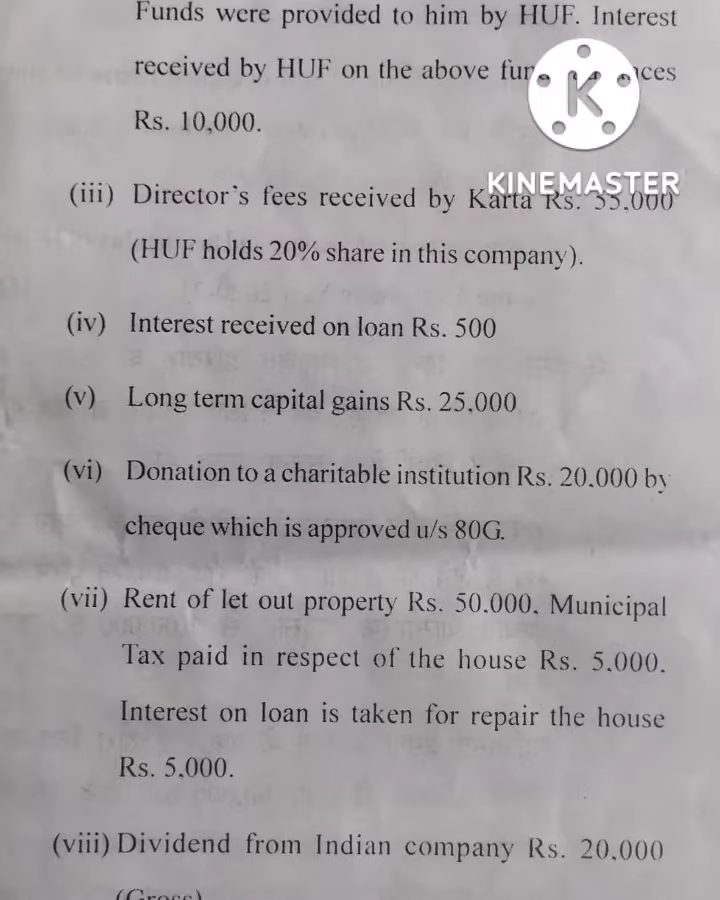 Funds were provided to him by HUF. Interest
received by HUF on the above
Rs. 10,000.
KINEMASTER
(iii) Director's fees received by Karta Rs. 35.000
(HUF holds 20% share in this company).
(iv) Interest received on loan Rs. 500
(v) Long term capital gains Rs. 25.000
(vi) Donation to a charitable institution Rs. 20.000 by
cheque which is approved u/s 80G.
(vii) Rent of let out property Rs. 50.000. Municipal
Tax paid in respect of the house Rs. 5.000.
Interest on loan is taken for repair the house
Rs. 5.000.
(viii) Dividend from Indian company Rs. 20.000
(Gross)